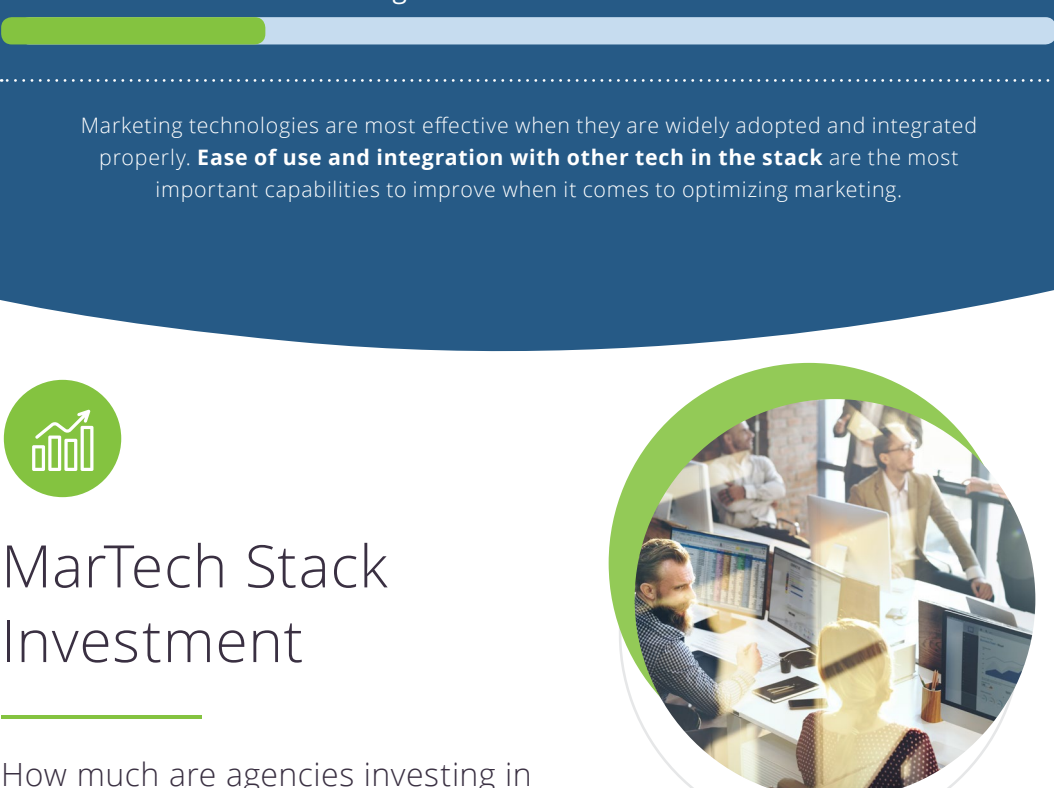 Marketing technologies are most effective when they are widely adopted and integrated
properly. Ease of use and integration with other tech in the stack are the most
important capabilities to improve when it comes to optimizing marketing.
MarTech Stack
Investment
How much are agencies investing in